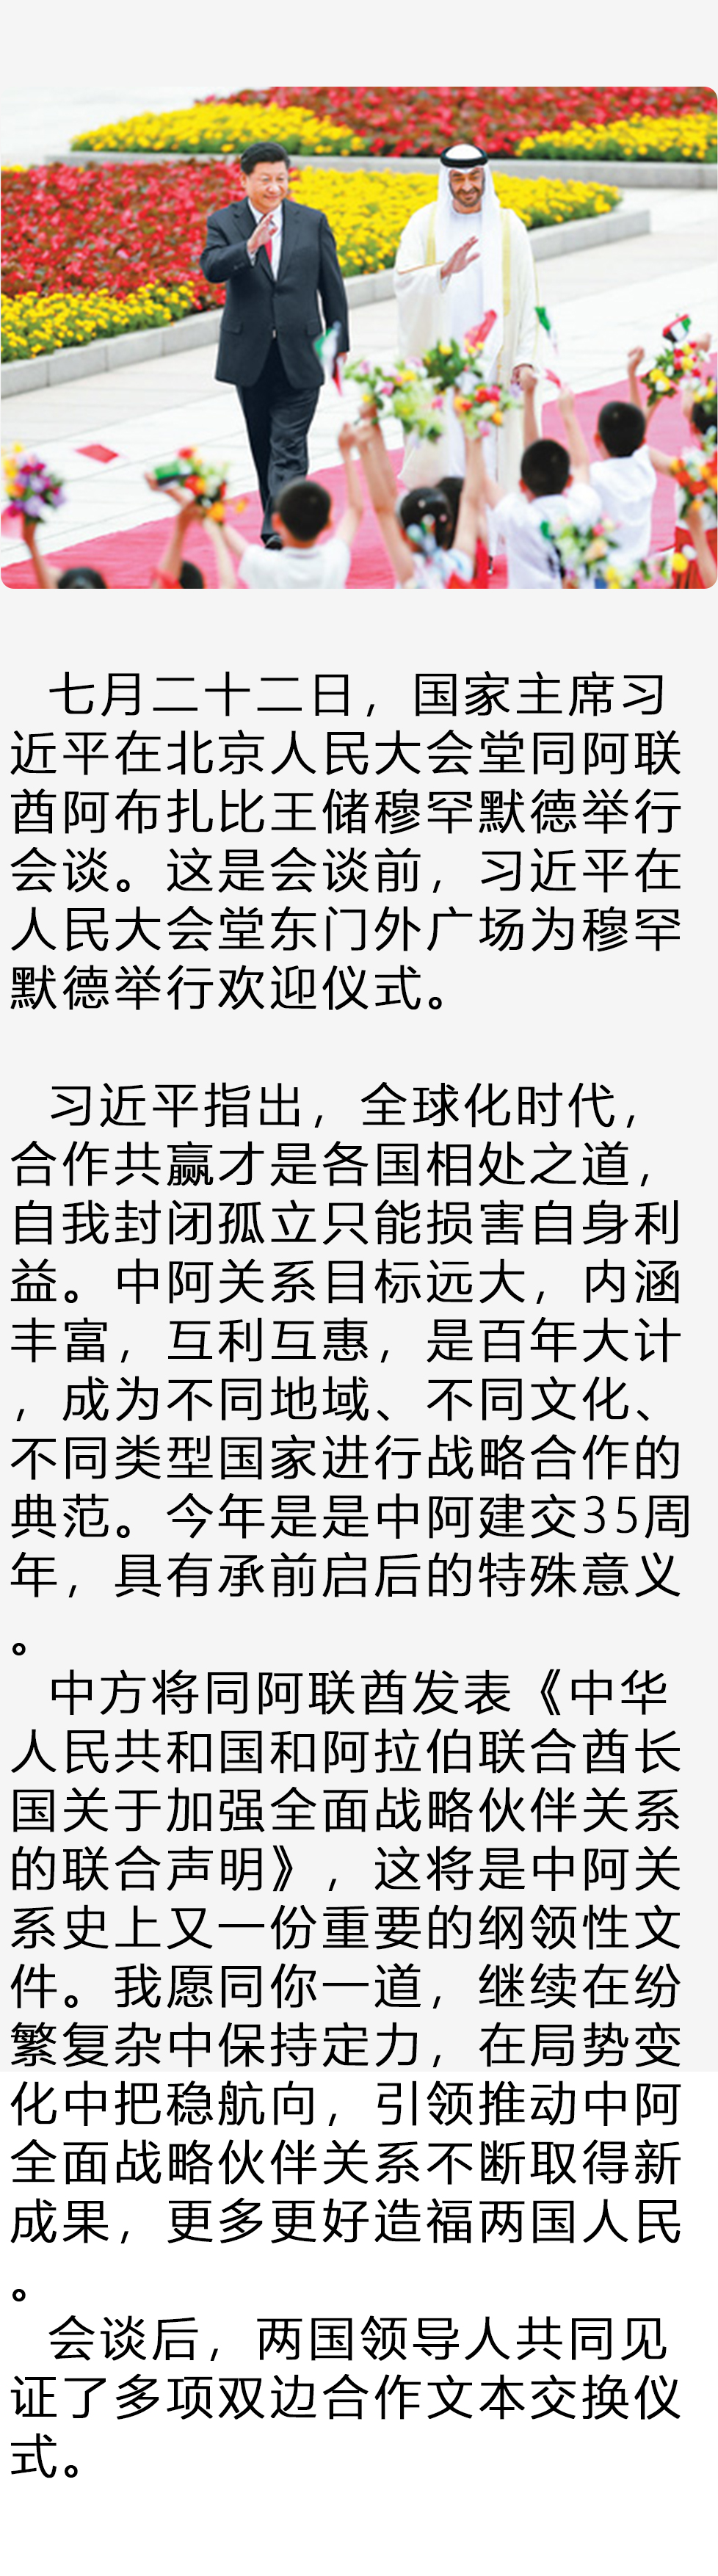 七月二十二日，国家主席习
近平在北京人民大会堂同阿联
酋阿布扎比王储穆罕默德举行
会谈。这是会谈前，习近平在
人民大会堂东门外广场为穆罕
默德举行欢迎仪式。
习近平指出，全球化时代，
合作共赢才是各国相处之道，
自我封闭孤立只能损害自身利
益。中阿关系目标远大，内涵
丰富，互利互惠，是百年大计
，成为不同地域、不同文化、
不同类型国家进行战略合作的
典范。今年是是中阿建交35周
年，具有承前启后的特殊意义
。
中方将同阿联酋发表《中华
人民共和国和阿拉伯联合酋长
国关于加强全面战略伙伴关系
的联合声明》，这将是中阿关
系史上又一份重要的纲领性文
件。我愿同你一道，继续在纷
繁复杂中保持定力，在局势变
化中把稳航向，引领推动中阿
全面战略伙伴关系不断取得新
成果，更多更好造福两国人民
。
会谈后，两国领导人共同见
证了多项双边合作文本交换仪
式。